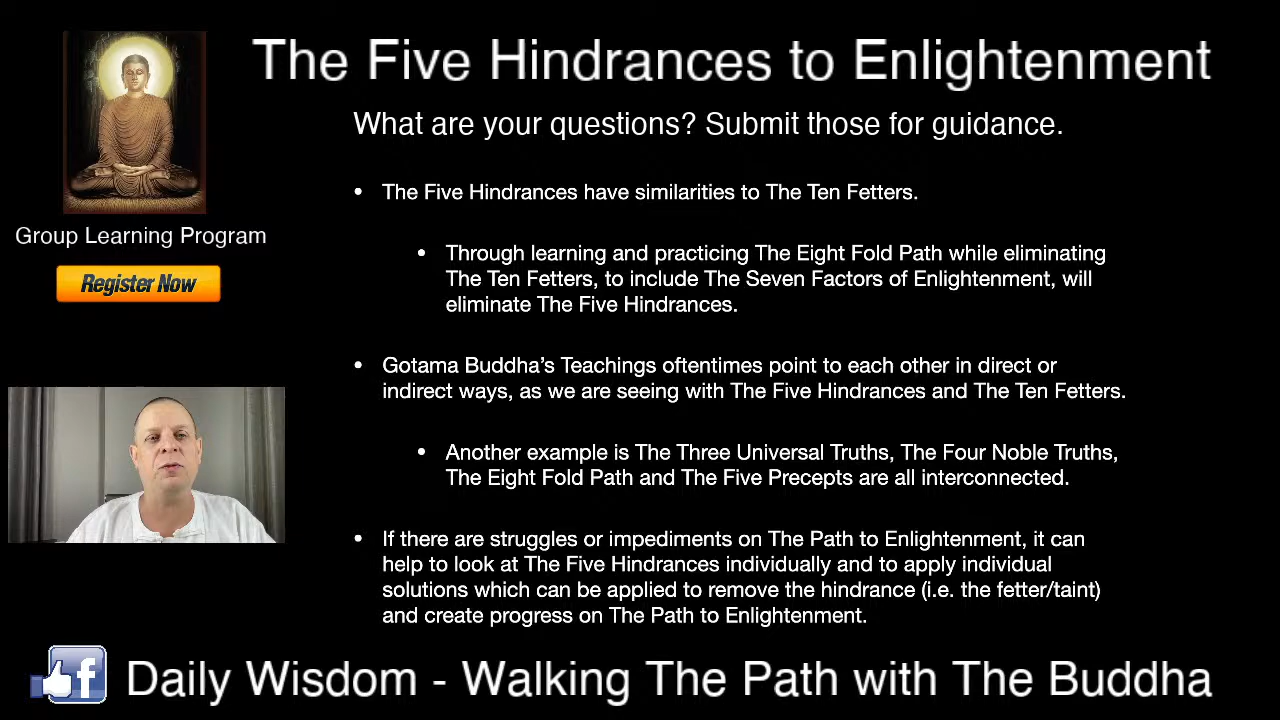 The Five Hindrances to Enlightenment
What are your questions? Submit those for guidance.
Group Learning Program
Register Now
• The Five Hindrances have similarities to The Ten Fetters.
• Through learning and practicing The Eight Fold Path while eliminating
The Ten Fetters, to include The Seven Factors of Enlightenment, will
eliminate The Five Hindrances.
• Gotama Buddha’s Teachings oftentimes point to each other in direct or
indirect ways, as we are seeing with The Five Hindrances and The Ten Fetters.
• Another example is The Three Universal Truths, The Four Noble Truths,
The Eight Fold Path and The Five Precepts are all interconnected.
• If there are struggles or impediments on The Path to Enlightenment, it can
help to look at The Five Hindrances individually and to apply individual
solutions which can be applied to remove the hindrance (i.e. the fetter/taint)
and create progress on The Path to Enlightenment.
f
Daily Wisdom - Walking The Path with The Buddha